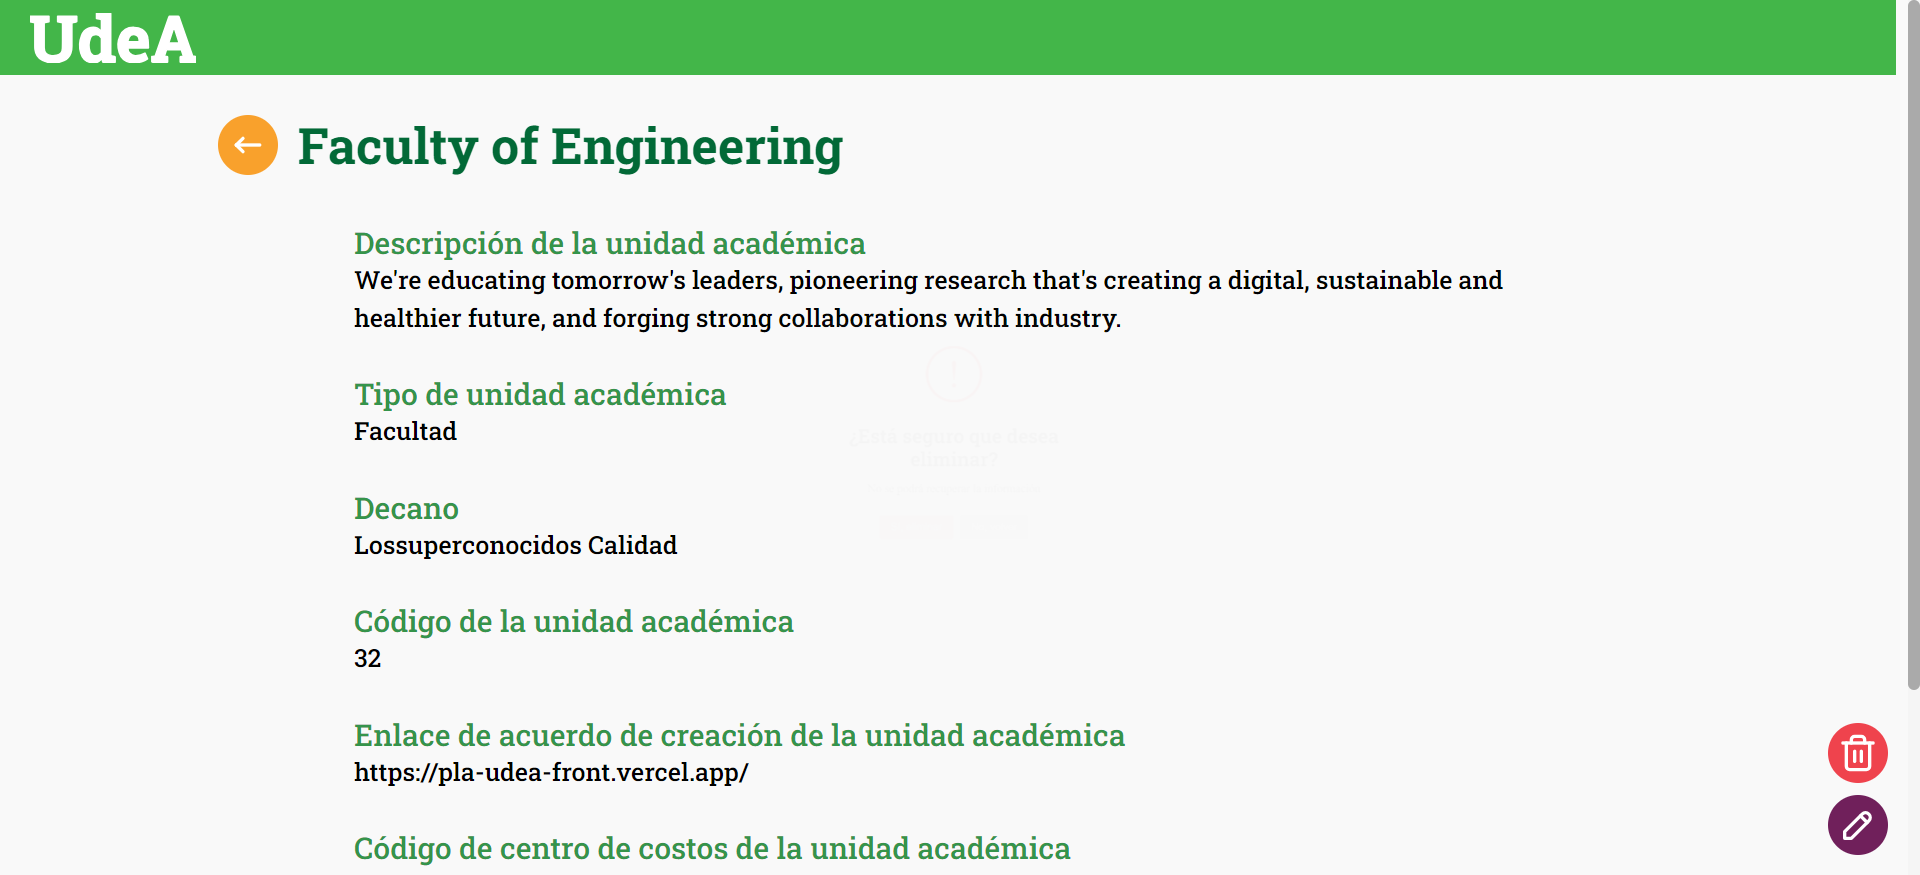 UdeA
Faculty of Engineering
Descripción de la unidad académica
We're educating tomorrow's leaders, pioneering research that's creating a digital, sustainable and
healthier future, and forging strong collaborations with industry.
Tipo de unidad académica
Facultad
¿Está seguro que desea
eliminar?
Decano
Lossuperconocidos Calidad
Código de la unidad académica
32
Enlace de acuerdo de creación de la unidad académica
https://pla-udea-front.vercel.app/
Código de centro de costos de la unidad académica